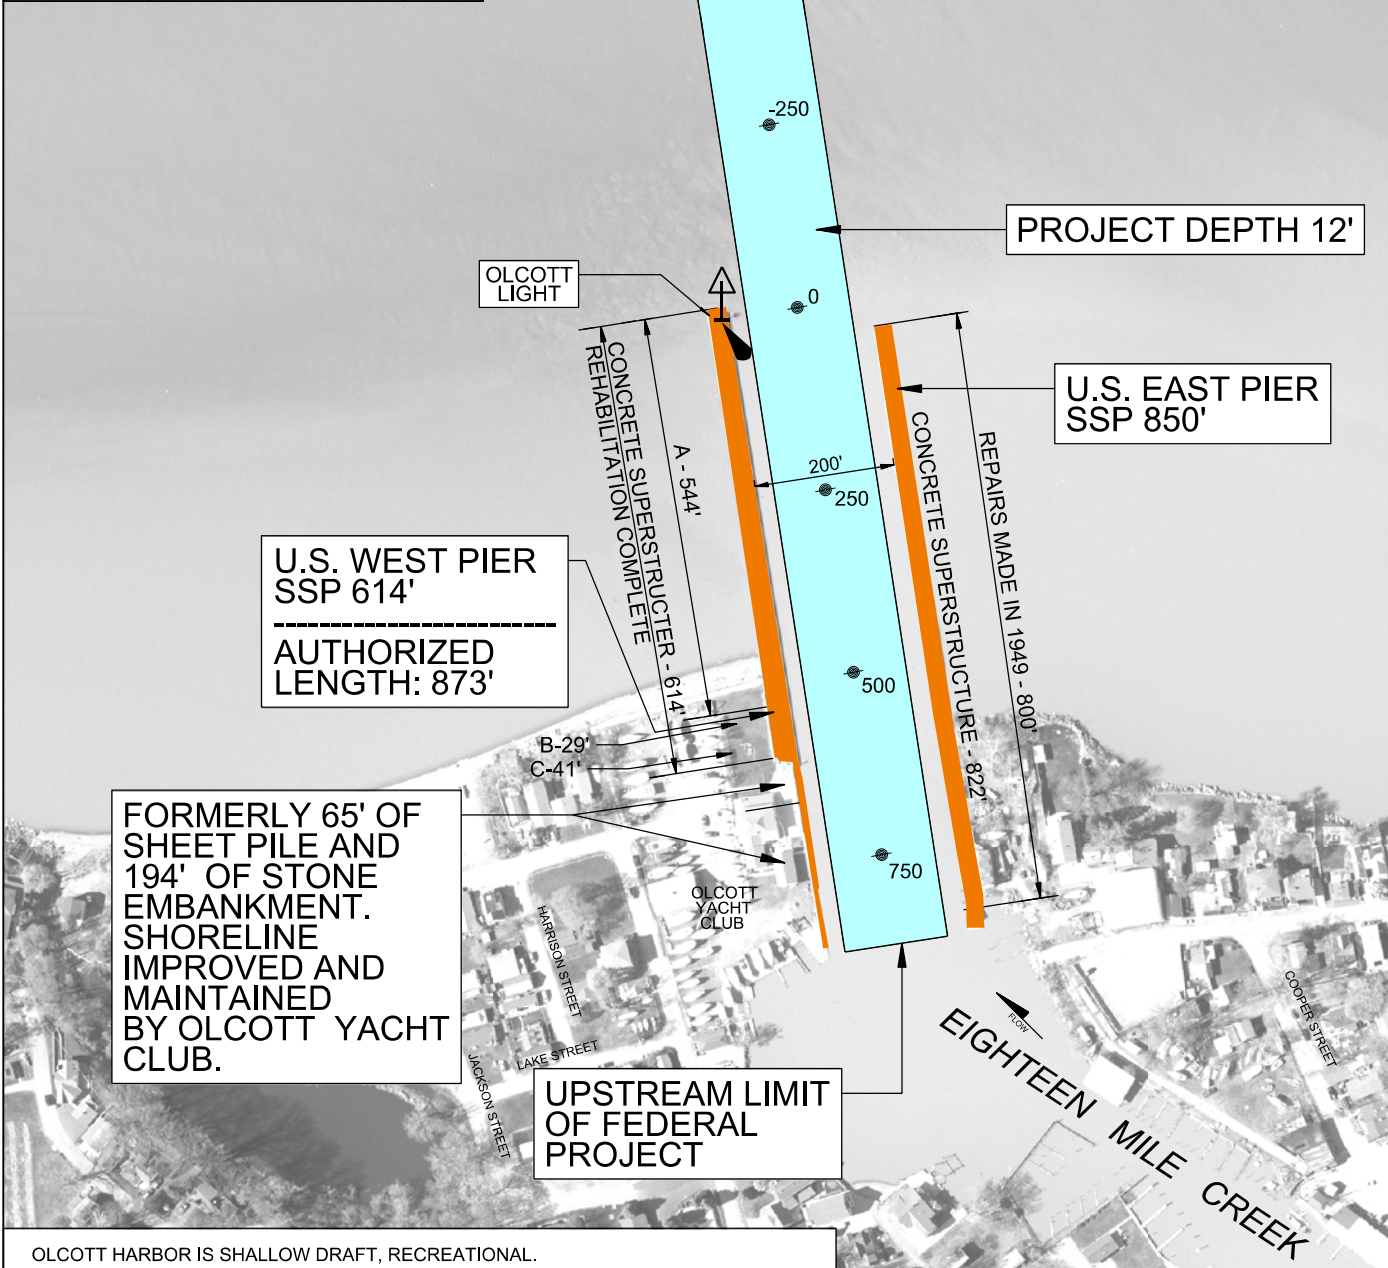 -250
PROJECT DEPTH 12'
OLCOTT
LIGHT
0
CONCRETE SUPERSTRUCTER - 614'
REHABILITATION COMPLETE
A - 544'
U.S. EAST PIER
SSP 850'
200'
250
CONCRETE SUPERSTRUCTURE - 822'
REPAIRS MADE IN 1949 - 800'
U.S. WEST PIER
SSP 614'
-------------------------
AUTHORIZED
LENGTH: 873'
500
B-29'
C-41'
FORMERLY 65' OF
SHEET PILE AND
194' OF STONE
EMBANKMENT.
SHORELINE
IMPROVED AND
MAINTAINED
BY OLCOTT YACHT
CLUB.
750
OLCOTT
YACHT
CLUB
HARRISON STREET
LAKE STREET
JACKSON STREET
COOPER STREET
FLOW
EIGHTEEN MILE CREEK
UPSTREAM LIMIT
OF FEDERAL
PROJECT
OLCOTT HARBOR IS SHALLOW DRAFT, RECREATIONAL.